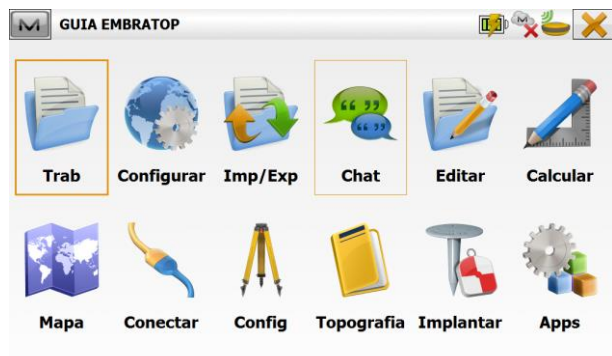 GUIA EMBRATOP
Trab Configurar Imp/Exp Chat Editar Calcular
Mapa Conectar Config Topografia Implantar Apps